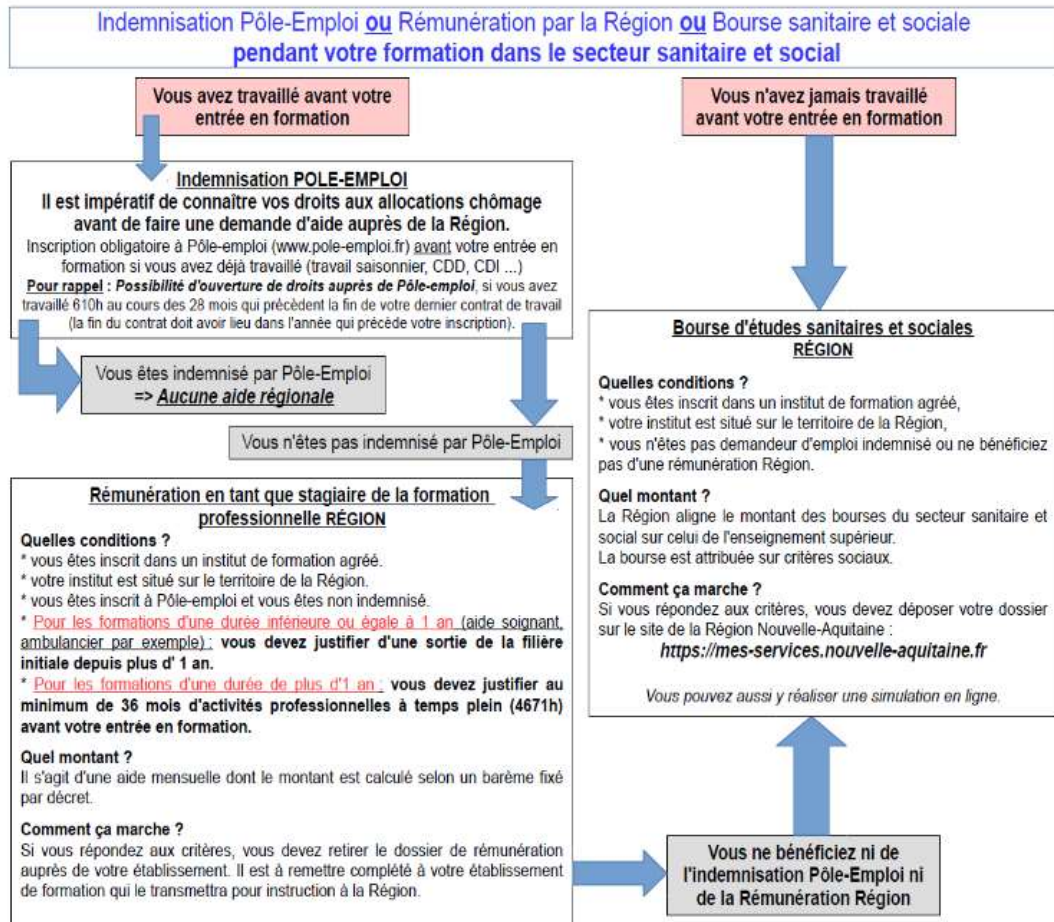 Indemnisation Pôle-Emploi ou Rémunération par la Région ou Bourse sanitaire et sociale
pendant votre formation dans le secteur sanitaire et social
Vous avez travaillé avant votre
entrée en formation
Vous n'avez jamais travaillé
avant votre entrée en formation
Indemnisation POLE-EMPLOI
Il est impératif de connaître vos droits aux allocations chômage
avant de faire une demande d'aide auprès de la Région.
Inscription obligatoire à Pôle-emploi (www.pole-emploi.fr) avant votre entrée en
formation si vous avez déjà travaillé (travail saisonnier, CDD, CDI ...)
Pour rappel : Possibilité d'ouverture de droits auprès de Pôle-emploi, si vous avez
travaillé 610h au cours des 28 mois qui précèdent la fin de votre dernier contrat de travail
(la fin du contrat doit avoir lieu dans l'année qui précède votre inscription).
Vous êtes indemnisé par Pôle-Emploi
=> Aucune aide régionale
Vous n'êtes pas indemnisé par Pôle-Emploi
Rémunération en tant que stagiaire de la formation
professionnelle RÉGION
Quelles conditions ?
* vous êtes inscrit dans un institut de formation agréé.
* votre institut est situé sur le territoire de la Région.
* vous êtes inscrit à Pôle-emploi et vous êtes non indemnisé.
* Pour les formations d'une durée inférieure ou égale à 1 an (aide soignant,
ambulancier par exemple) : vous devez justifier d'une sortie de la filière
initiale depuis plus d' 1 an.
* Pour les formations d'une durée de plus d'1 an : vous devez justifier au
minimum de 36 mois d'activités professionnelles à temps plein (4671h)
avant votre entrée en formation.
Quel montant ?
Il s'agit d'une aide mensuelle dont le montant est calculé selon un barème fixé
par décret.
Comment ça marche ?
Si vous répondez aux critères, vous devez retirer le dossier de rémunération
auprès de votre établissement. Il est à remettre complété à votre établissement
de formation qui le transmettra pour instruction à la Région.
Bourse d'études sanitaires et sociales
RÉGION
Quelles conditions ?
* vous êtes inscrit dans un institut de formation agréé,
* votre institut est situé sur le territoire de la Région,
* vous n'êtes pas demandeur d'emploi indemnisé ou ne bénéficiez
pas d'une rémunération Région.
Quel montant ?
La Région aligne le montant des bourses du secteur sanitaire et
social sur celui de l'enseignement supérieur.
La bourse est attribuée sur critères sociaux.
Comment ça marche ?
Si vous répondez aux critères, vous devez déposer votre dossier
sur le site de la Région Nouvelle-Aquitaine :
https://mes-services.nouvelle-aquitaine.fr
Vous pouvez aussi y réaliser une simulation en ligne.
Vous ne bénéficiez ni de
l'indemnisation Pôle-Emploi ni
de la Rémunération Région